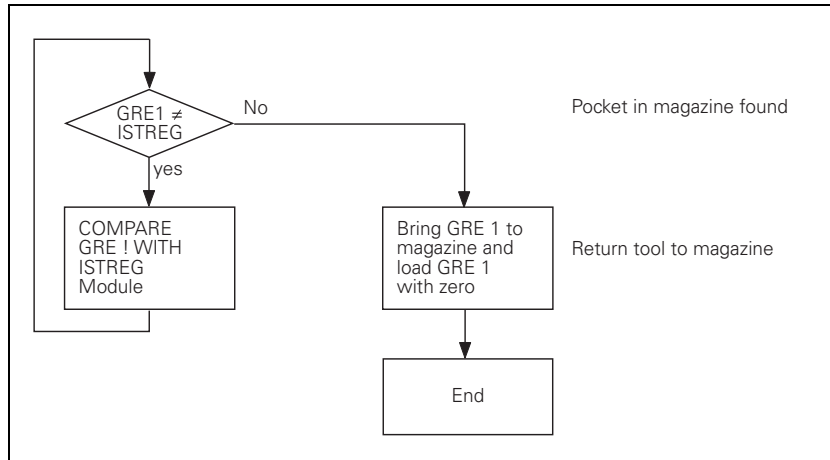 GRE1 ≠
ISTREG
No
Pocket in magazine found
yes
COMPARE
GRE ! WITH
ISTREG
Module
Bring GRE 1 to
magazine and
load GRE 1
with zero
Return tool to magazine
End